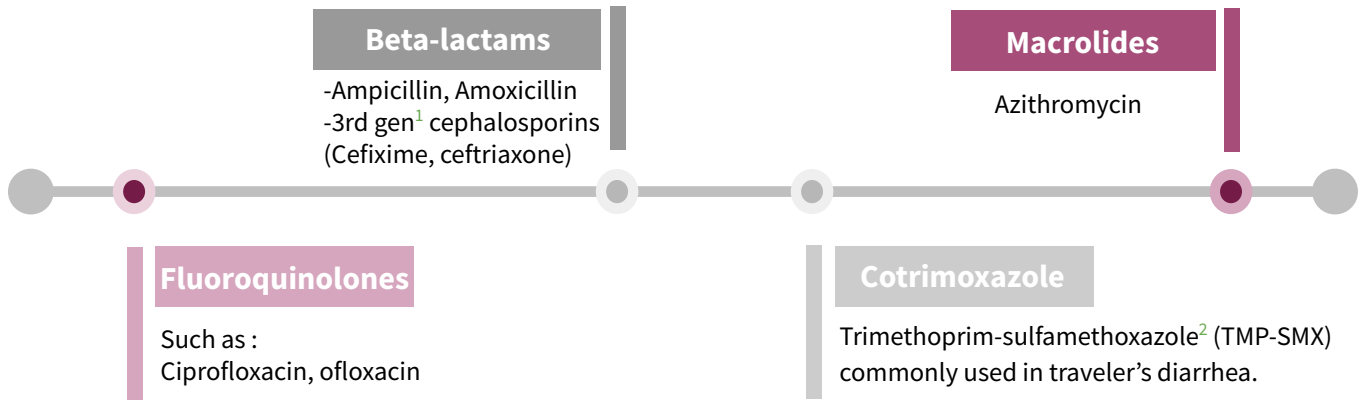 Beta-lactams
-Ampicillin, Amoxicillin
-3rd gen¹ cephalosporins
(Cefixime, ceftriaxone)
Macrolides
Azithromycin
Fluoroquinolones
Such as :
Ciprofloxacin, ofloxacin
Cotrimoxazole
Trimethoprim-sulfamethoxazole² (TMP-SMX)
commonly used in traveler’s diarrhea.